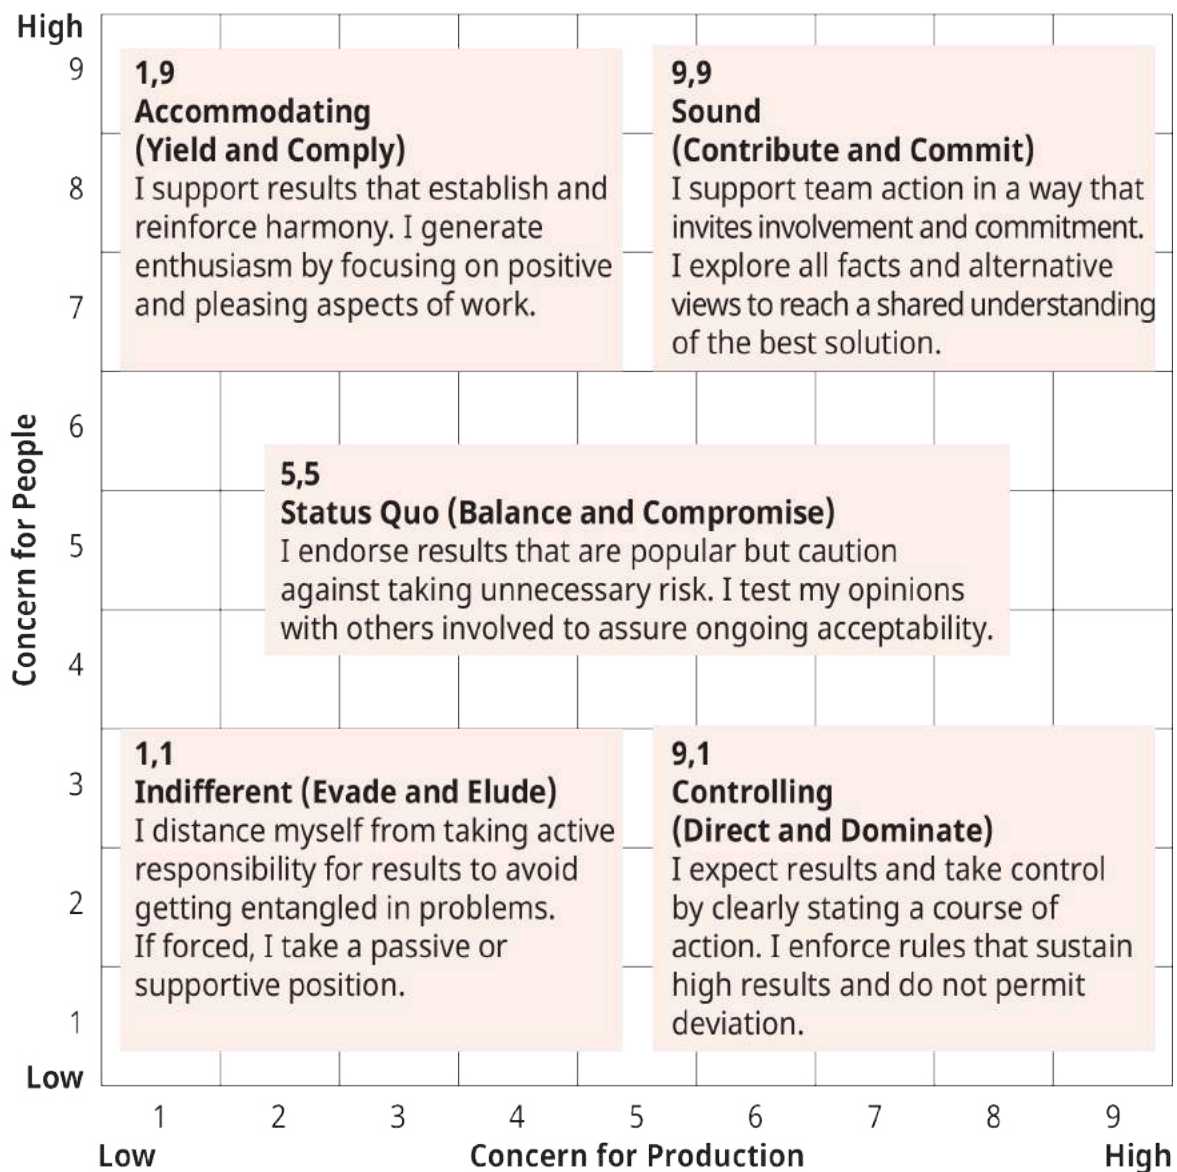 High
9
1,9
Accommodating
(Yield and Comply)
I support results that establish and
reinforce harmony. I generate
enthusiasm by focusing on positive
and pleasing aspects of work.
9,9
Sound
(Contribute and Commit)
I support team action in a way that
invites involvement and commitment.
I explore all facts and alternative
views to reach a shared understanding
of the best solution.
8
7
6
Concern for People
5,5
Status Quo (Balance and Compromise)
I endorse results that are popular but caution
against taking unnecessary risk. I test my opinions
with others involved to assure ongoing acceptability.
5
4
1,1
Indifferent (Evade and Elude)
I distance myself from taking active
responsibility for results to avoid
getting entangled in problems.
If forced, I take a passive or
supportive position.
9,1
Controlling
(Direct and Dominate)
I expect results and take control
by clearly stating a course of
action. I enforce rules that sustain
high results and do not permit
deviation.
3
2
1
Low
1 2 3 4 5 6 7 8 9
Low Concern for Production High